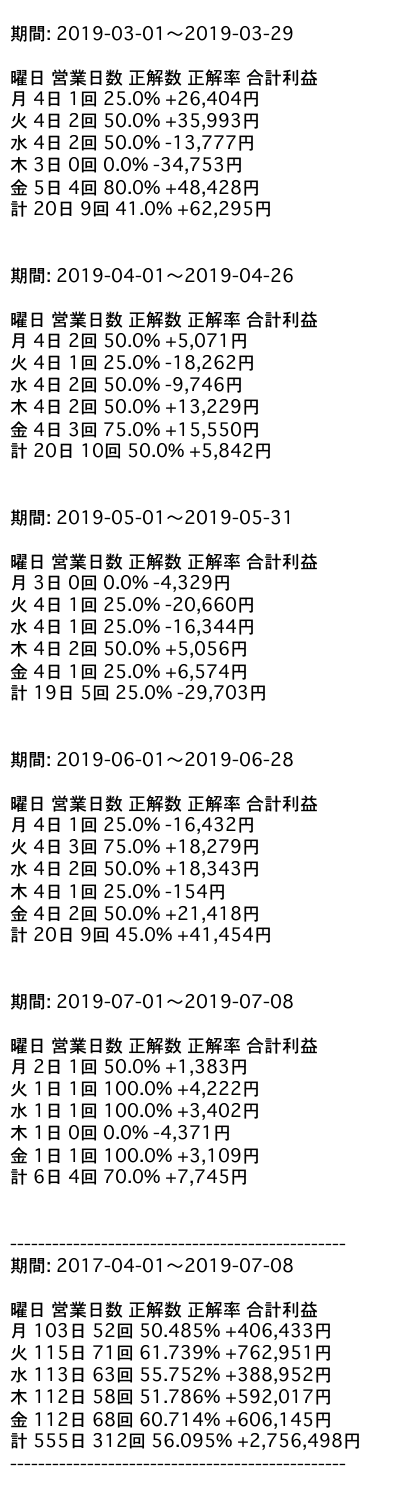 期間: 2019-03-01〜2019-03-29
曜日 営業日数 正解数 正解率 合計利益
月 4日 1回 25.0% +26,404円
火 4日 2回 50.0% +35,993円
水 4日 2回 50.0% -13,777円
木 3日 0回 0.0% -34,753円
金 5日 4回 80.0% +48,428円
計 20日 9回 41.0% +62,295円
期間: 2019-04-01〜2019-04-26
曜日 営業日数 正解数 正解率 合計利益
月 4日 2回 50.0% +5,071円
火 4日 1回 25.0% -18,262円
水 4日 2回 50.0% -9,746円
木 4日 2回 50.0% +13,229円
金 4日 3回 75.0% +15,550円
計 20日 10回 50.0% +5,842円
期間: 2019-05-01〜2019-05-31
曜日 営業日数 正解数 正解率 合計利益
月 3日 0回 0.0% -4,329円
火 4日 1回 25.0% -20,660円
水 4日 1回 25.0% -16,344円
木 4日 2回 50.0% +5,056円
金 4日 1回 25.0% +6,574円
計 19日 5回 25.0% -29,703円
期間: 2019-06-01〜2019-06-28
曜日 営業日数 正解数 正解率 合計利益
月 4日 1回 25.0% -16,432円
火 4日 3回 75.0% +18,279円
水 4日 2回 50.0% +18,343円
木 4日 1回 25.0% -154円
金 4日 2回 50.0% +21,418円
計 20日 9回 45.0% +41,454円
期間: 2019-07-01〜2019-07-08
曜日 営業日数 正解数 正解率 合計利益
月 2日 1回 50.0% +1,383円
火 1日 1回 100.0% +4,222円
水 1日 1回 100.0% +3,402円
木 1日 0回 0.0% -4,371円
金 1日 1回 100.0% +3,109円
計 6日 4回 70.0% +7,745円
------------------------------------------------
期間: 2017-04-01〜2019-07-08
曜日 営業日数 正解数 正解率 合計利益
月 103日 52回 50.485% +406,433円
火 115日 71回 61.739% +762,951円
水 113日 63回 55.752% +388,952円
木 112日 58回 51.786% +592,017円
金 112日 68回 60.714% +606,145円
計 555日 312回 56.095% +2,756,498円
------------------------------------------------